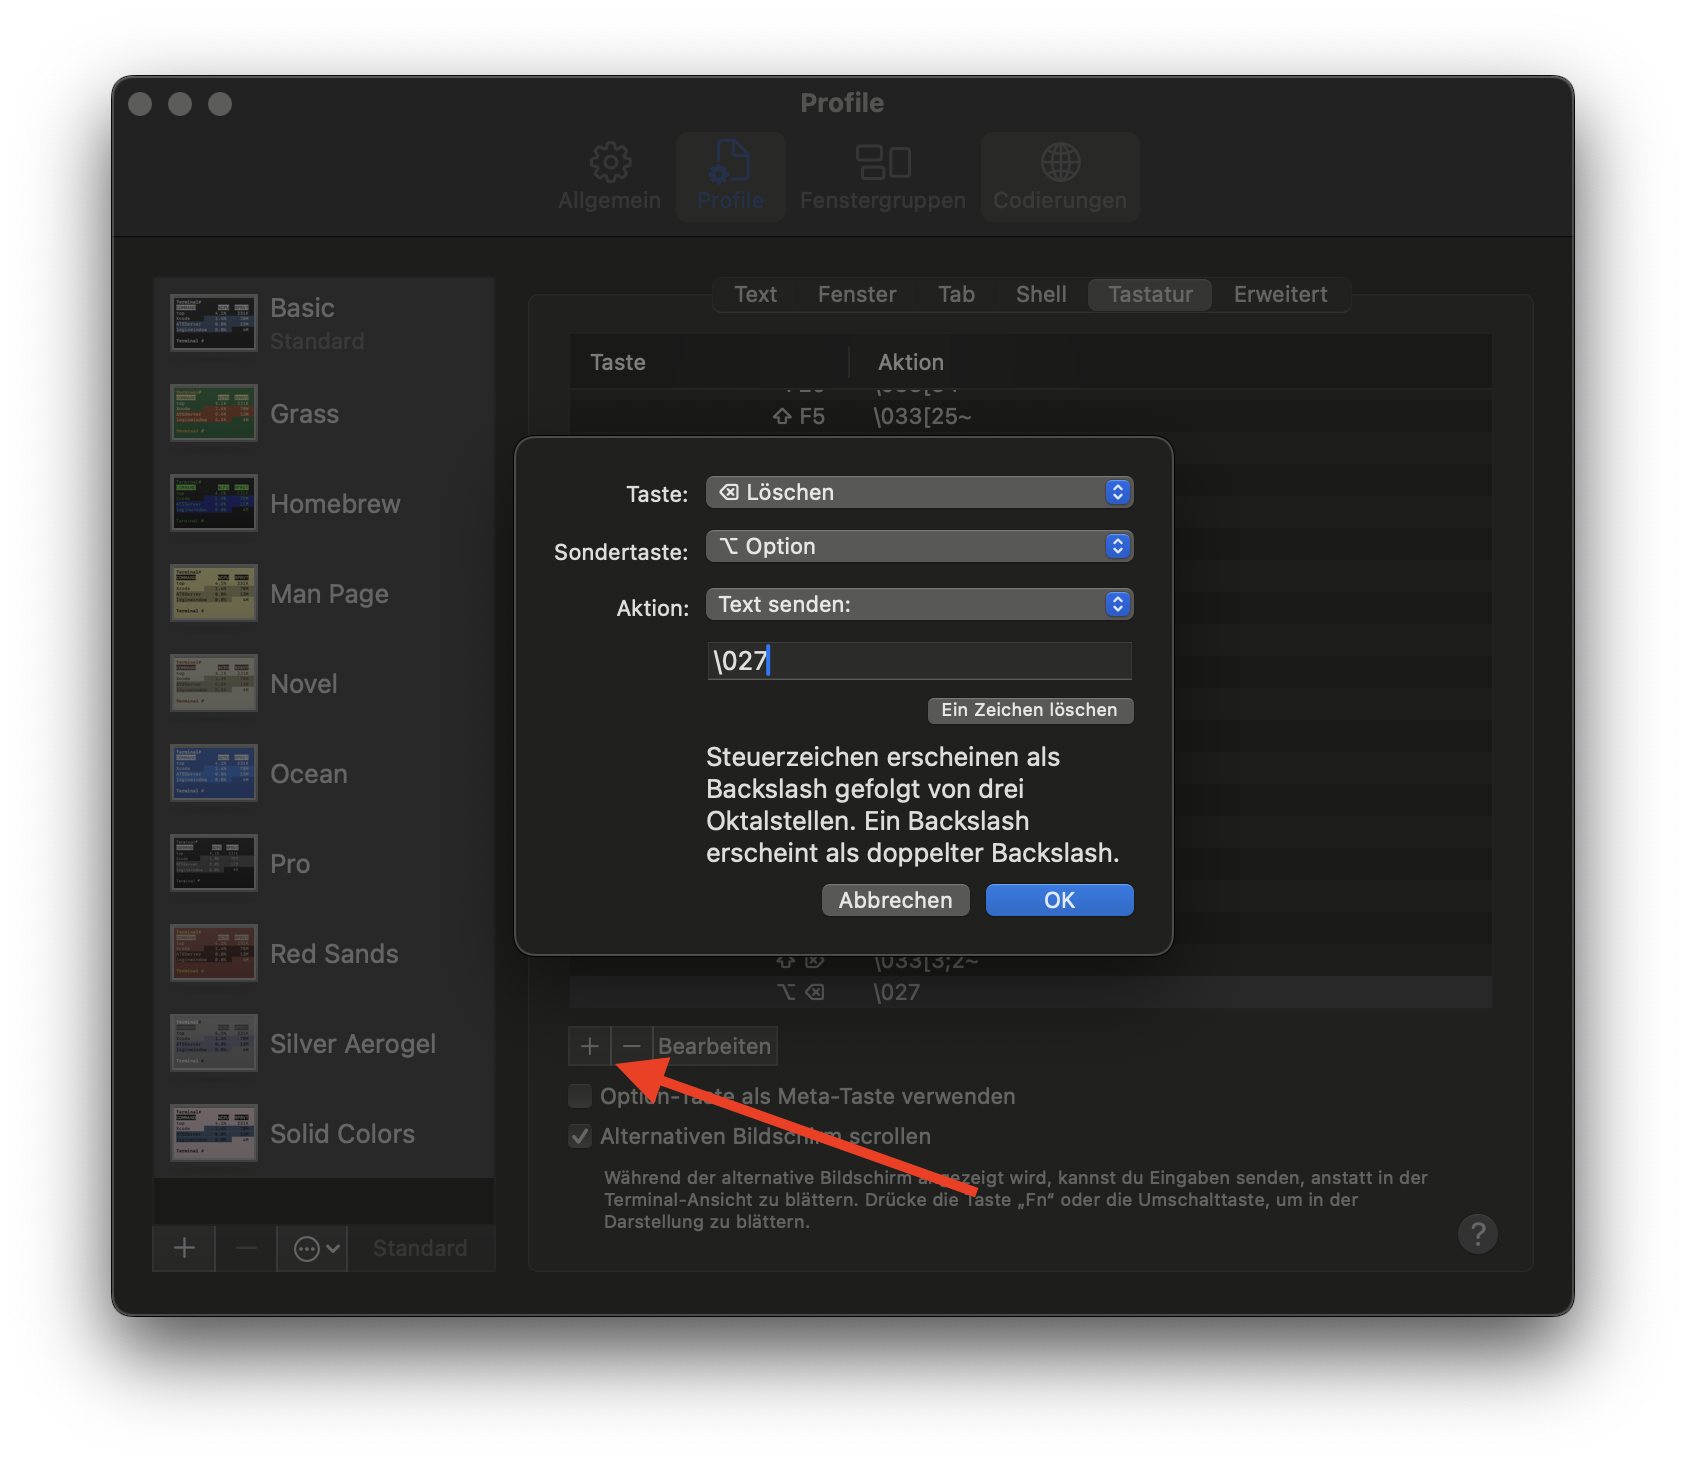 Profile
Allgemein
Profile
Fenstergruppen
Codierungen
Basic
Standard
Grass
Homebrew
Man Page
Novel
Ocean
Pro
Red Sands
Silver Aerogel
Solid Colors
Standard
Text Fenster Tab Shell Tastatur Erweitert
Taste Aktion
⇧ F5 \033[25~
Taste: ⌫ Löschen
Sondertaste: ⌥ Option
Aktion: Text senden:
\027
Ein Zeichen löschen
Steuerzeichen erscheinen als
Backslash gefolgt von drei
Oktalstellen. Ein Backslash
erscheint als doppelter Backslash.
Abbrechen OK
⇧ ⌦ \033[3;2~
⌥ ⌫ \027
+ − Bearbeiten
Option-Taste als Meta-Taste verwenden
Alternativen Bildschirm scrollen
Während der alternative Bildschirm angezeigt wird, kannst du Eingaben senden, anstatt in der
Terminal-Ansicht zu blättern. Drücke die Taste „Fn“ oder die Umschalttaste, um in der
Darstellung zu blättern.
?